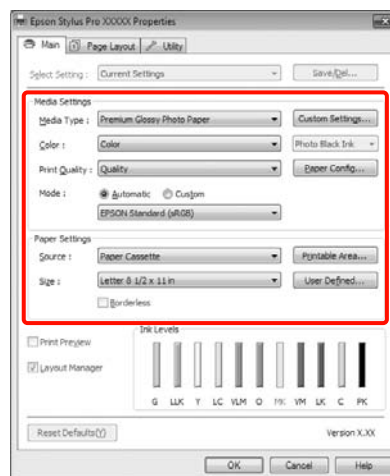 Epson Stylus Pro XXXXX Properties
Main Page Layout Utility
Select Setting : Current Settings Save/Del...
Media Settings
Media Type : Premium Glossy Photo Paper Custom Settings...
Color : Color Photo Black Ink
Print Quality : Quality Paper Config...
Mode : Automatic Custom
EPSON Standard (sRGB)
Paper Settings
Source : Paper Cassette Printable Area...
Size : Letter 8 1/2 x 11 in User Defined...
Borderless
Ink Levels
Print Preview
Layout Manager
G LLK Y LC VLM O MK VM LK C PK
Reset Defaults(Y) Version X.XX
OK Cancel Help